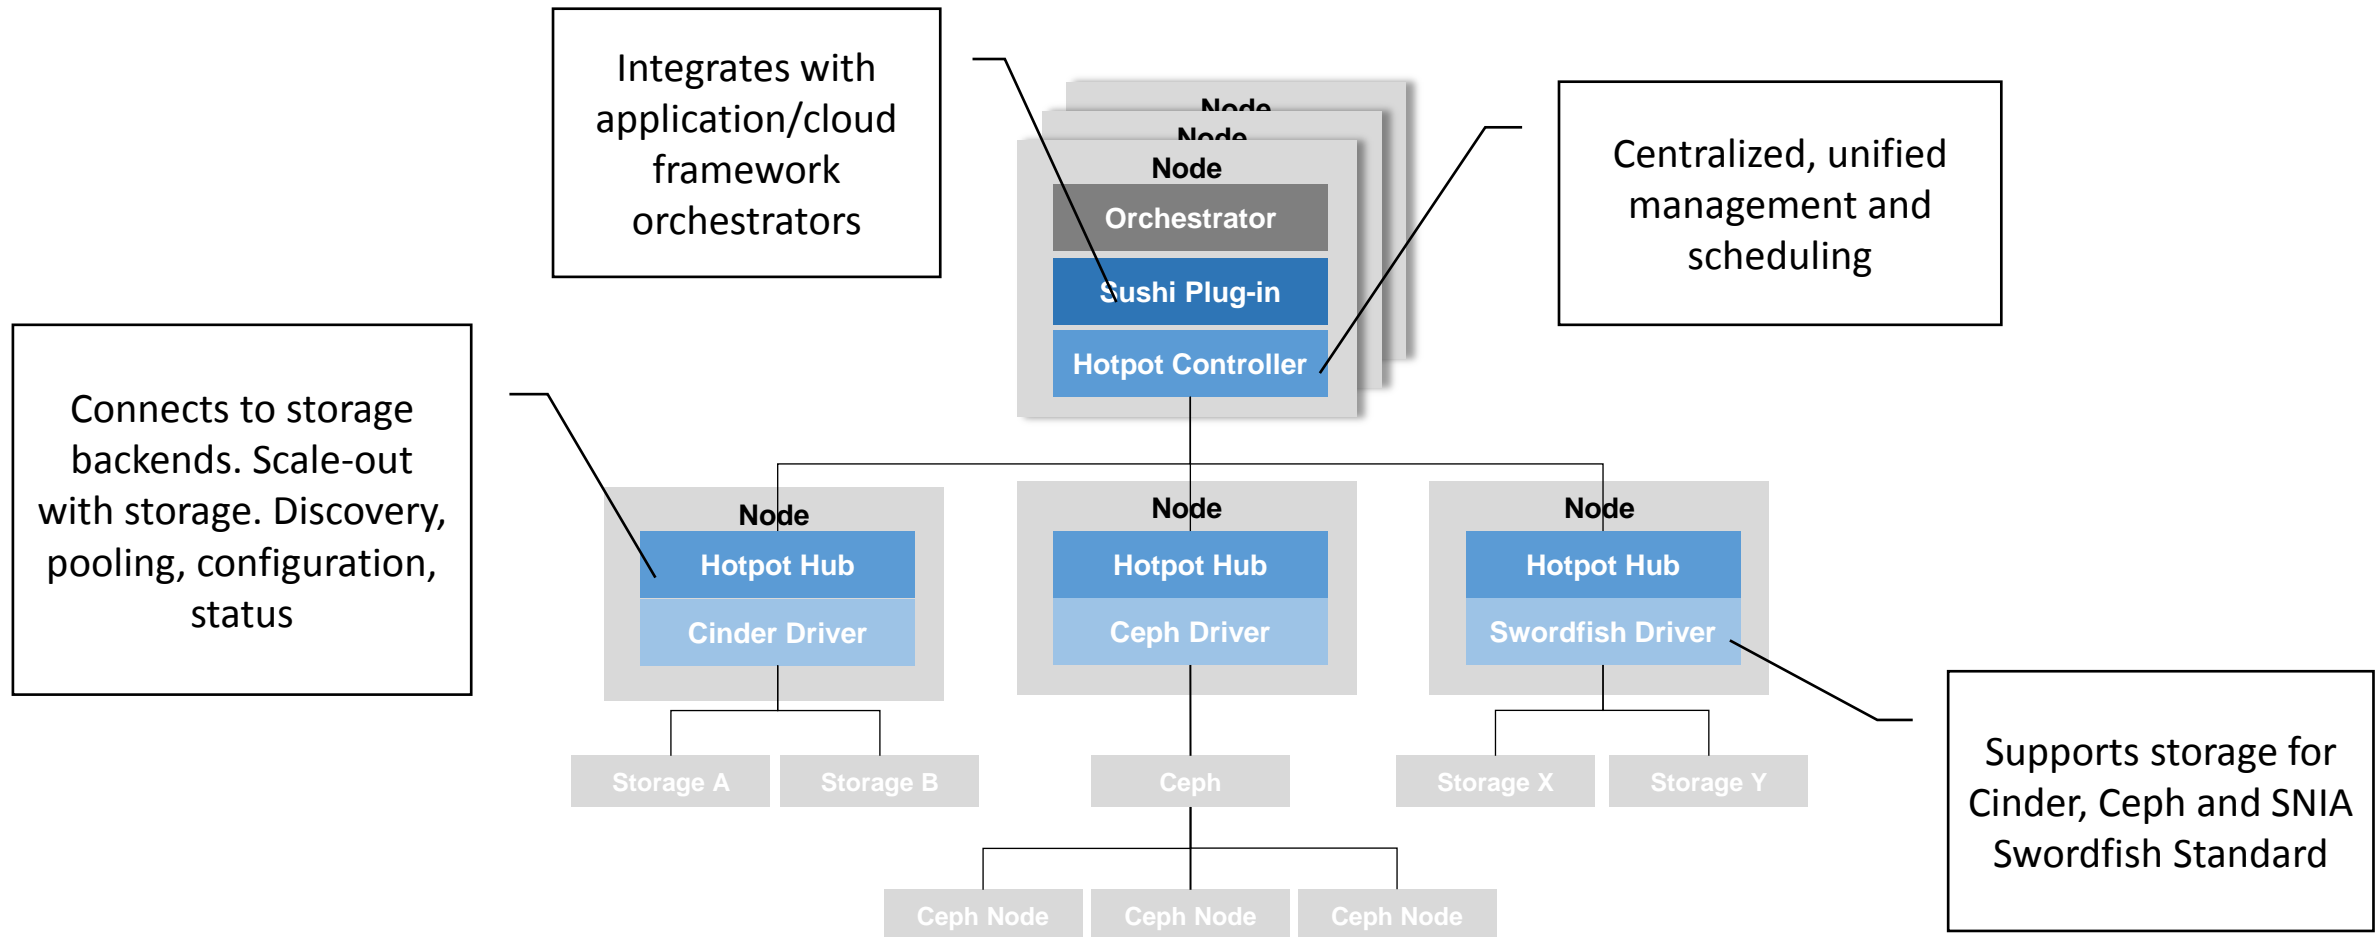 Integrates with
application/cloud
framework
orchestrators
Node
Node
Node
Orchestrator
Sushi Plug-in
Hotpot Controller
Centralized, unified
management and
scheduling
Connects to storage
backends. Scale-out
with storage. Discovery,
pooling, configuration,
status
Node
Hotpot Hub
Cinder Driver
Node
Hotpot Hub
Ceph Driver
Node
Hotpot Hub
Swordfish Driver
Storage A
Storage B
Ceph
Storage X
Storage Y
Ceph Node
Ceph Node
Ceph Node
Supports storage for
Cinder, Ceph and SNIA
Swordfish Standard